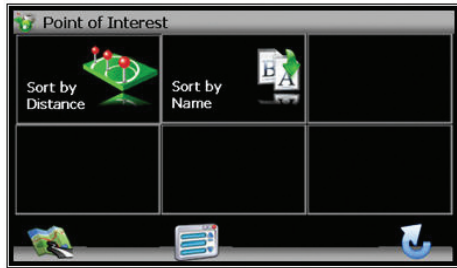 Point of Interest
Sort by
Distance
Sort by
Name
B
A